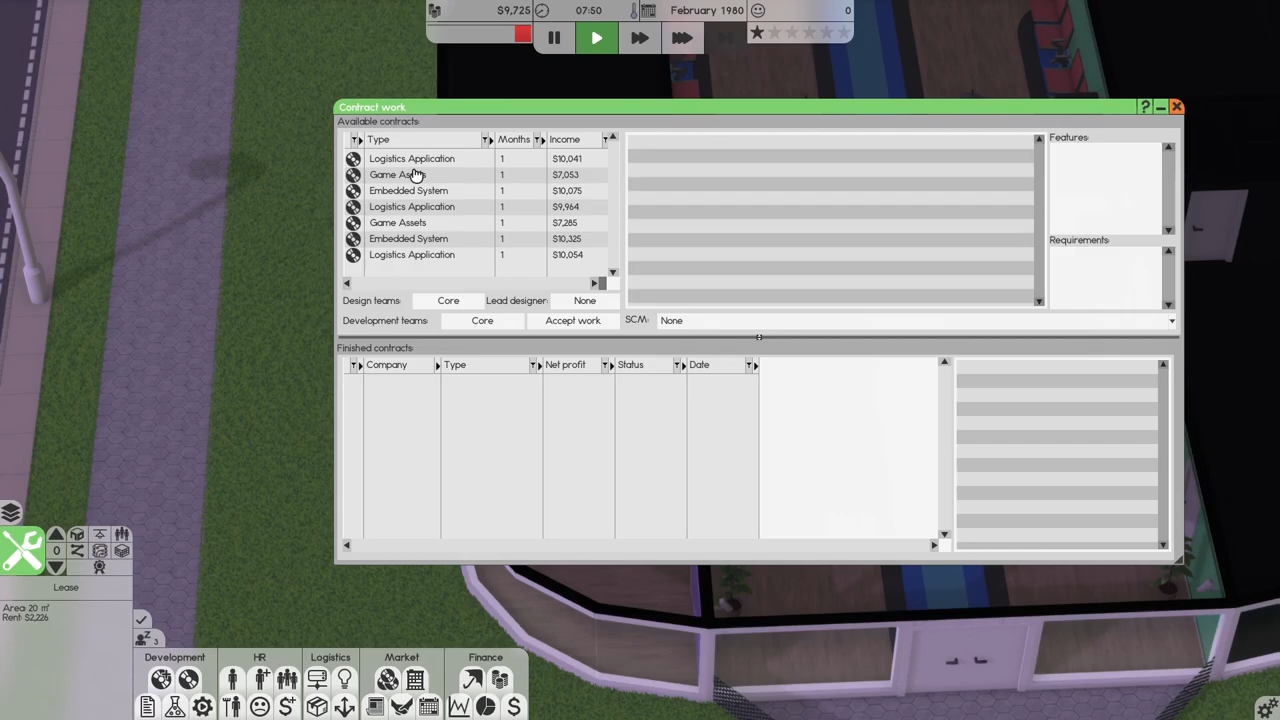 $9,725 07:50 February 1980 0
Contract work ?
Available contracts:
Type Months Income Features:
Logistics Application 1 $10,041
Game Ass 1 $7,053
Embedded System 1 $10,075
Logistics Application 1 $9,964
Game Assets 1 $7,285
Embedded System 1 $10,325
Logistics Application 1 $10,054
Requirements:
Design teams: Core Lead designer: None
Development teams: Core Accept work SCM: None
Finished contracts:
Company Type Net profit Status Date
0
Lease
Area: 20 m²
Rent: $2,226
z 3
Development HR Logistics Market Finance